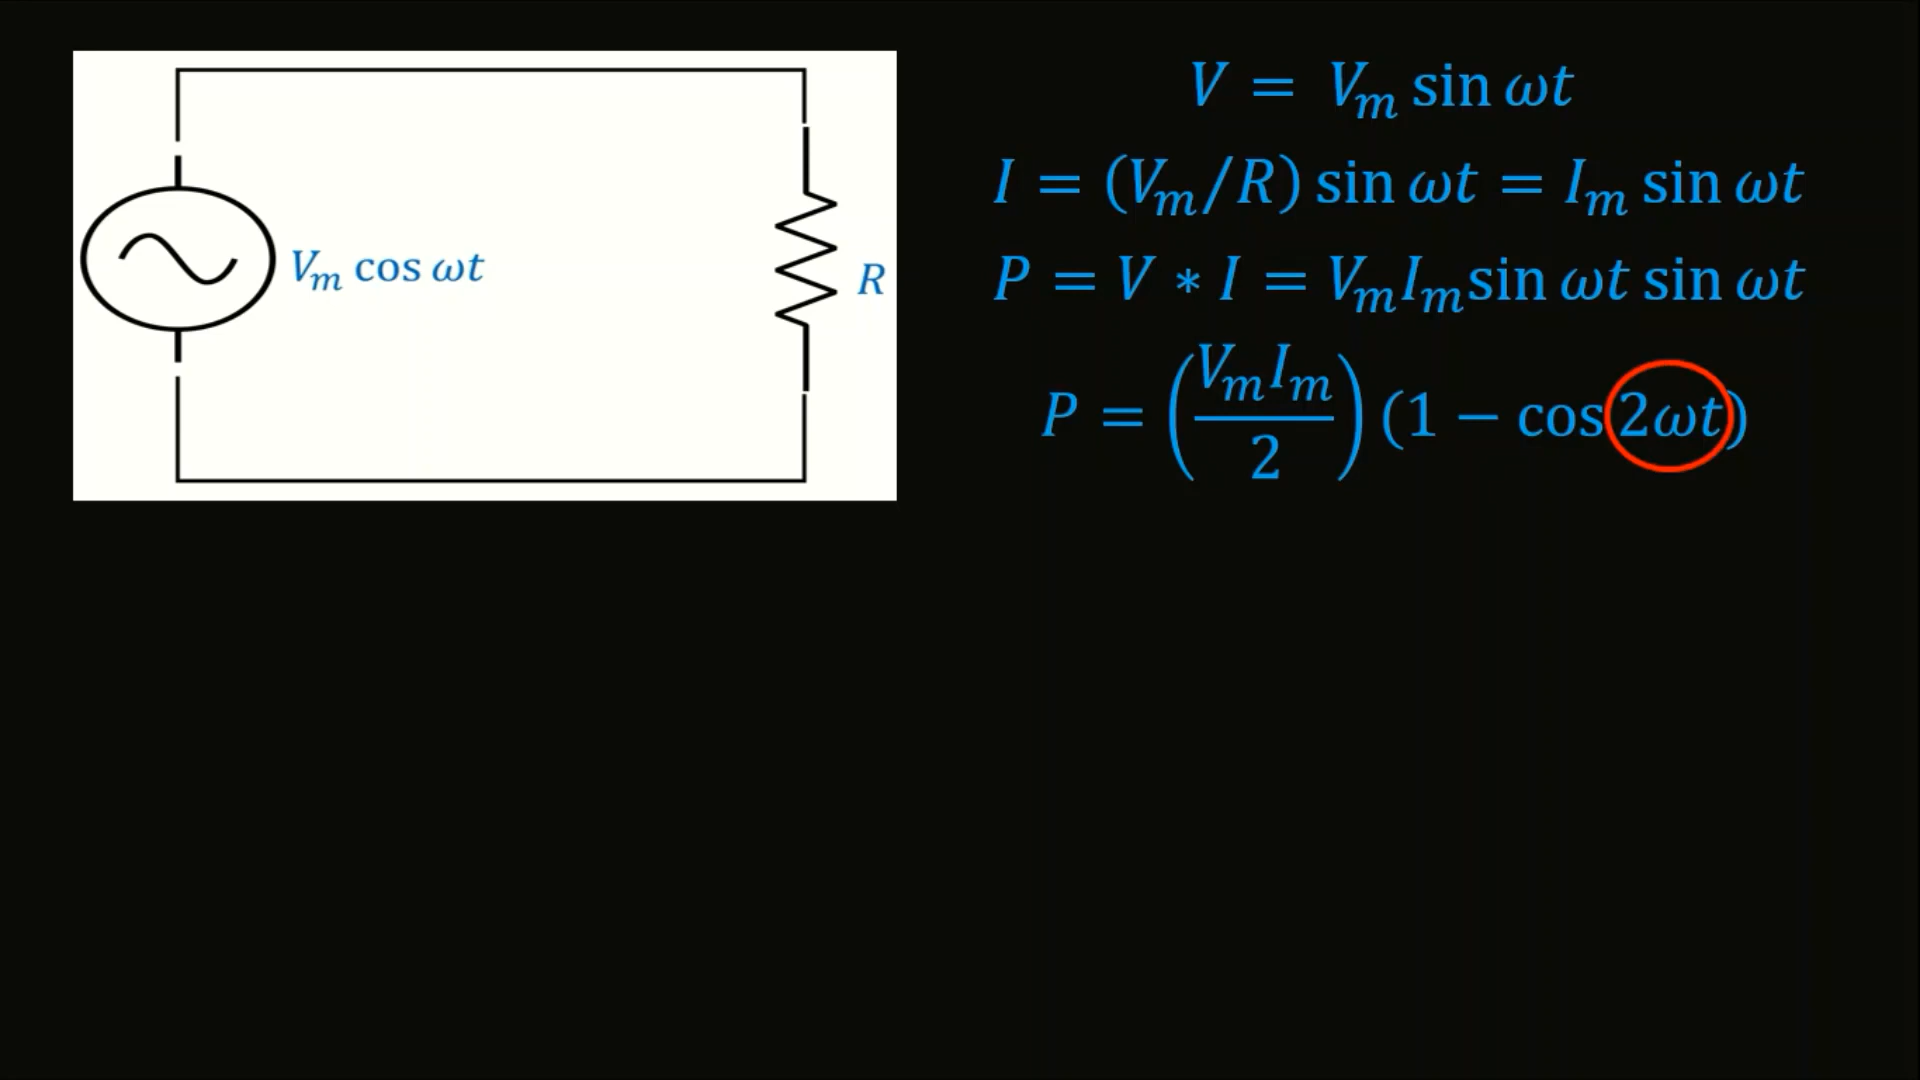 V_m cos ωt
R
V = V_m sin ωt
I = (V_m/R) sin ωt = I_m sin ωt
P = V * I = V_m I_m sin ωt sin ωt
P = (V_m I_m / 2) (1 − cos 2ωt)